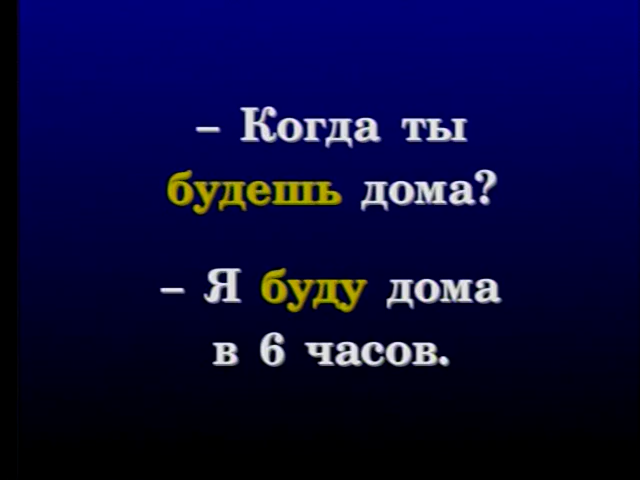 – Когда ты
будешь дома?
– Я буду дома
в 6 часов.